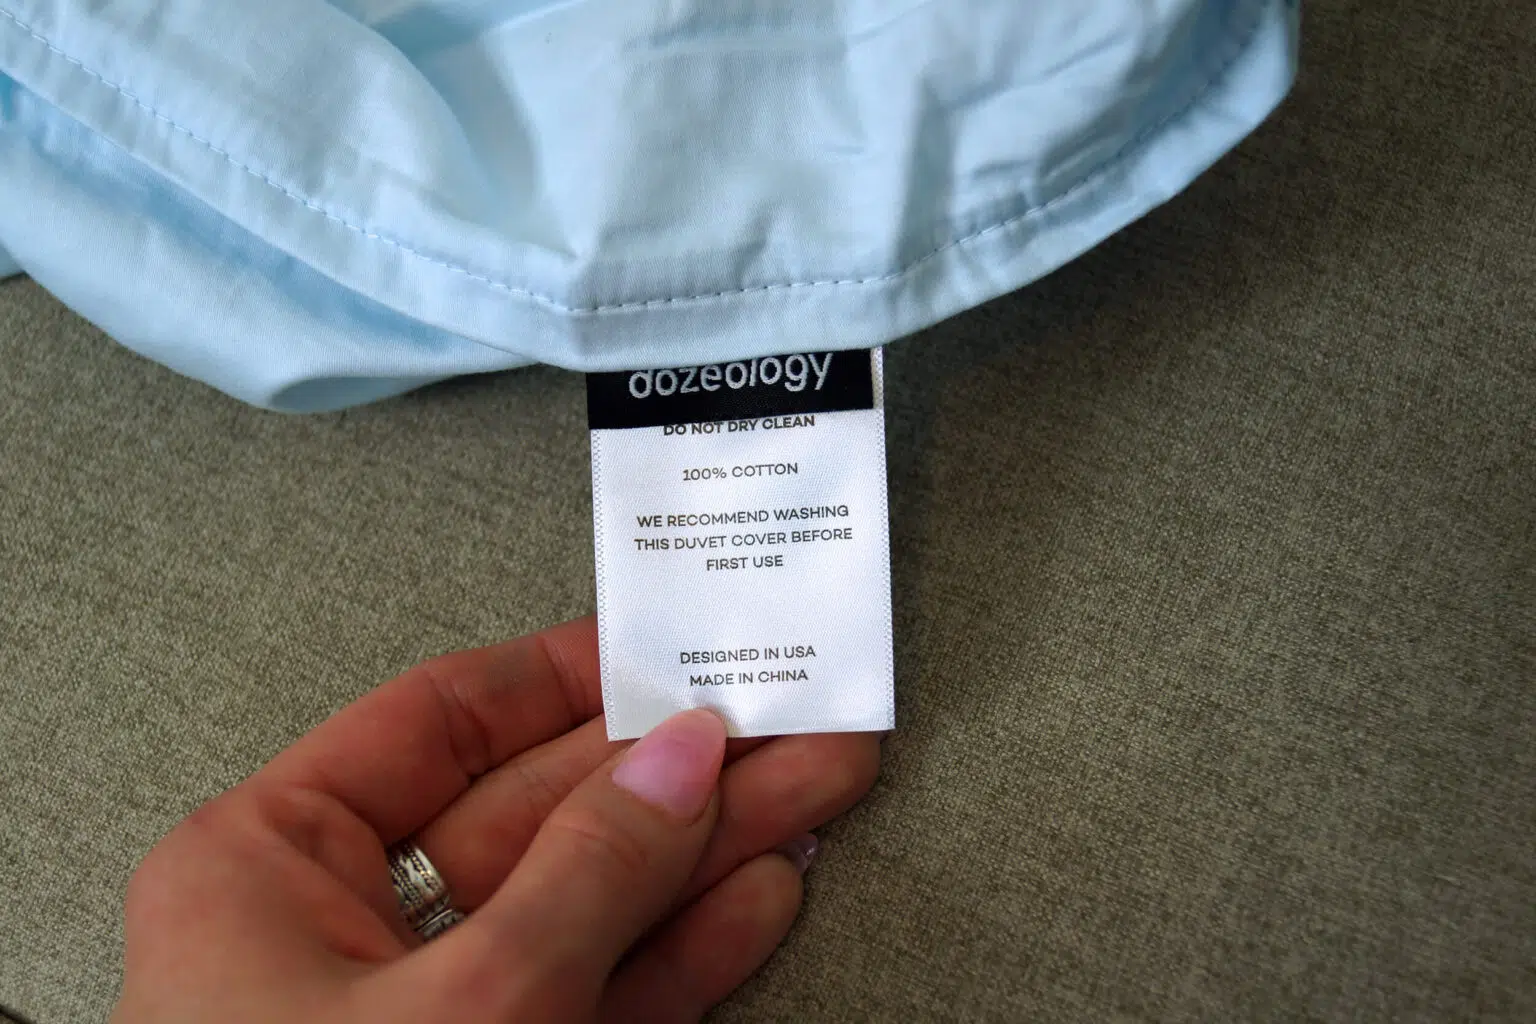 dozeology
DO NOT DRY CLEAN
100% COTTON
WE RECOMMEND WASHING
THIS DUVET COVER BEFORE
FIRST USE
DESIGNED IN USA
MADE IN CHINA